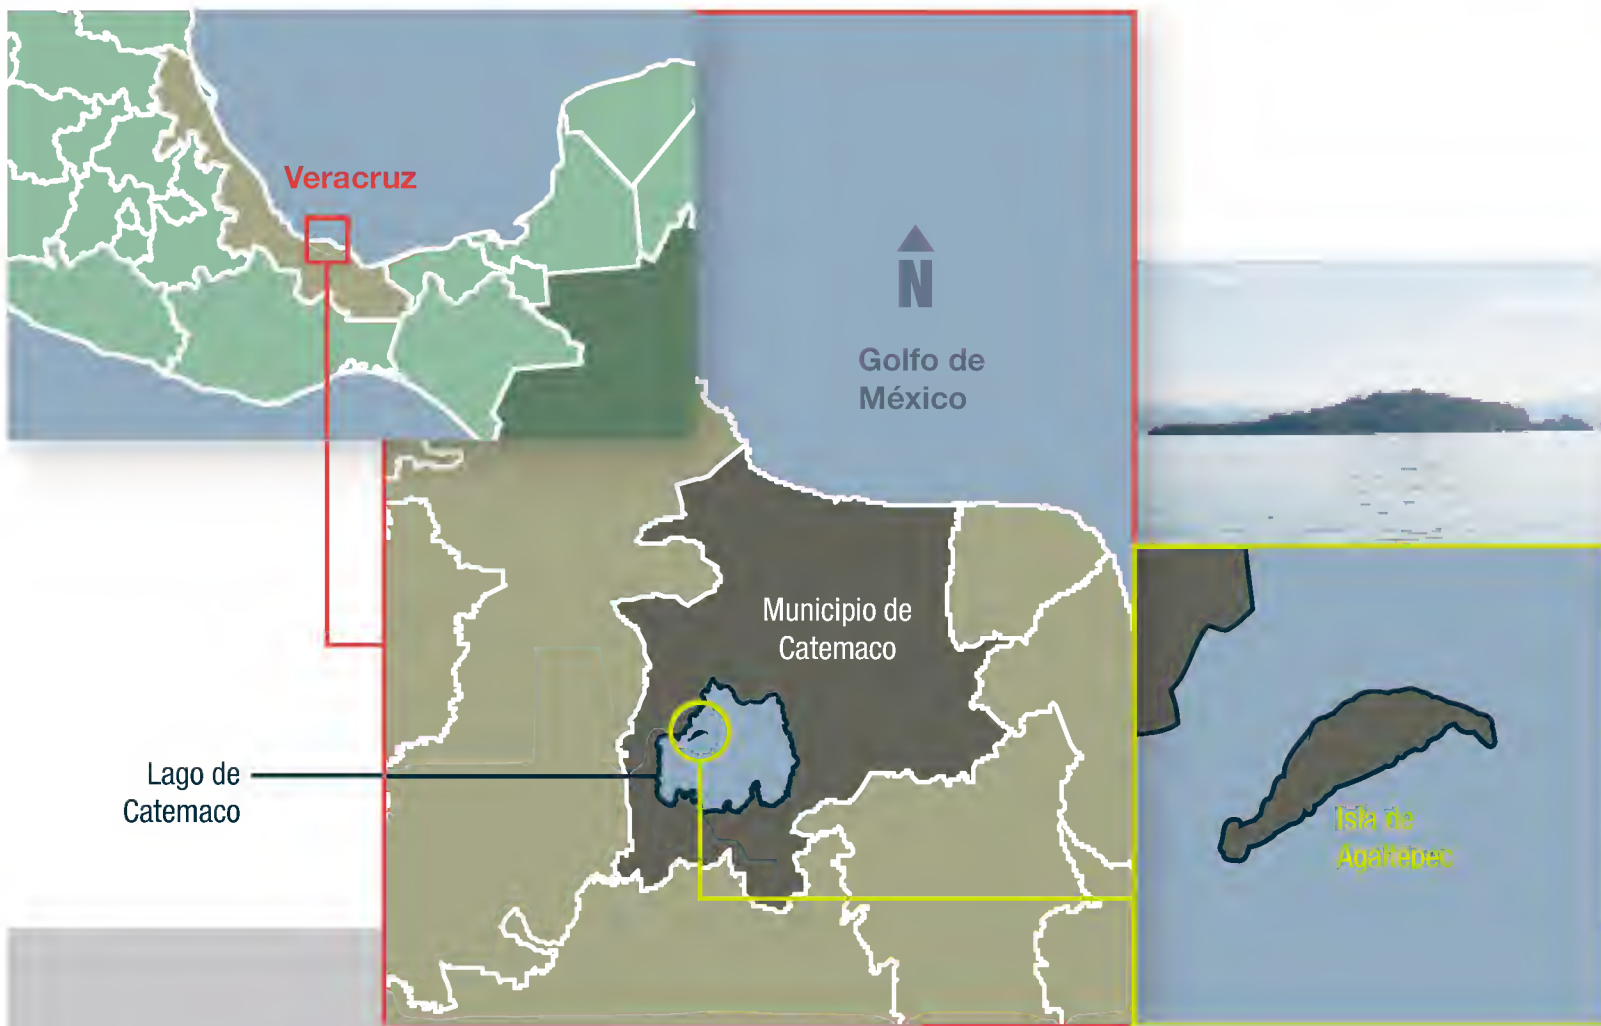 Veracruz
N
Golfo de
México
Municipio de
Catemaco
Lago de
Catemaco
Isla de
Agaltepec